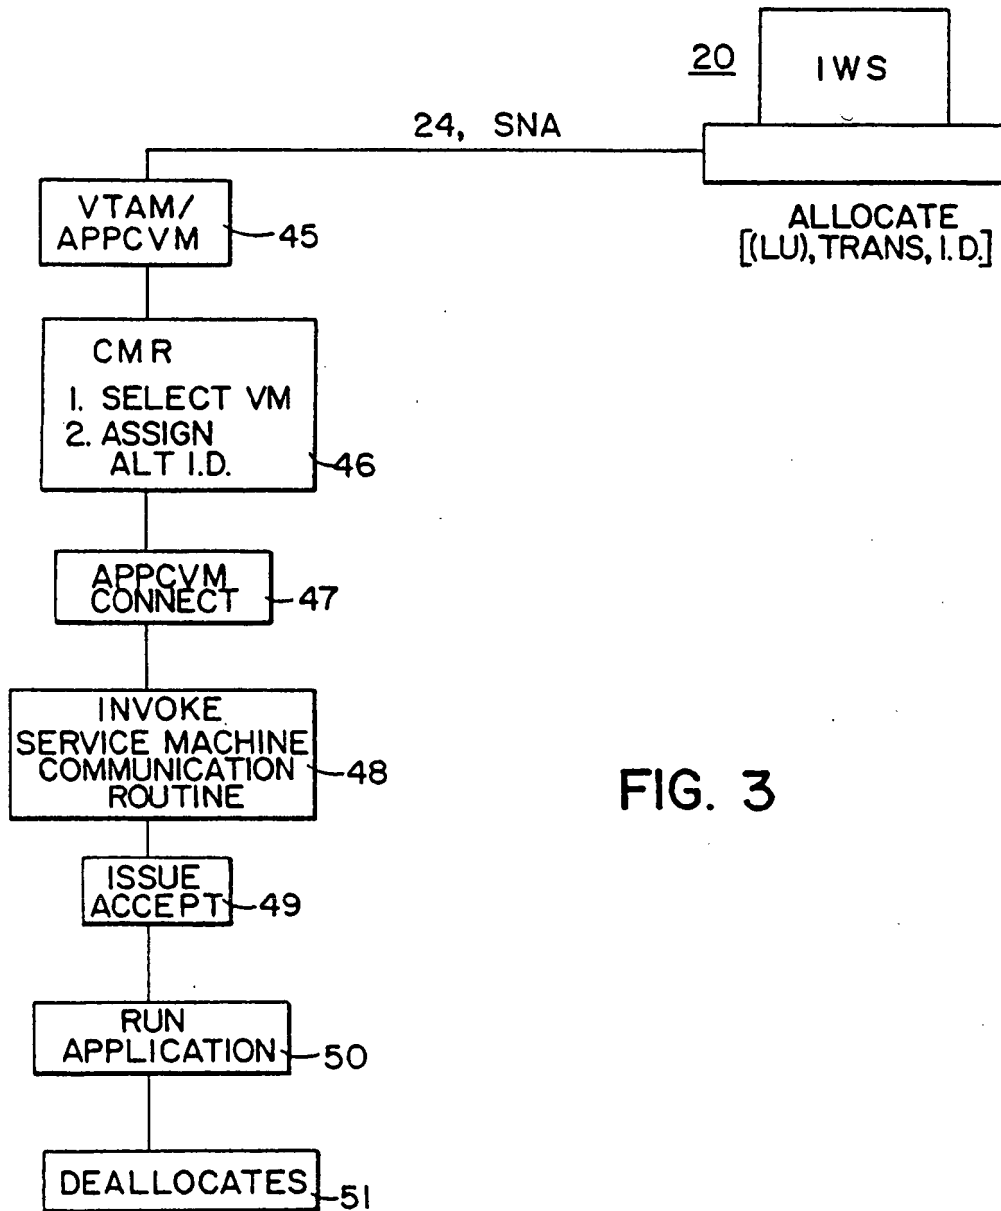 20
IWS
24, SNA
ALLOCATE
[(LU), TRANS, I.D.]
VTAM/
APPCVM
45
CMR
1. SELECT VM
2. ASSIGN
ALT I.D.
46
APPCVM
CONNECT
47
INVOKE
SERVICE MACHINE
COMMUNICATION
ROUTINE
48
FIG. 3
ISSUE
ACCEPT
49
RUN
APPLICATION
50
DEALLOCATES
51